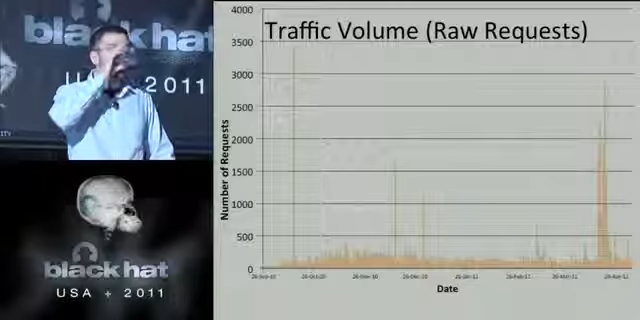 black hat
USA + 2011
black hat
USA + 2011
Traffic Volume (Raw Requests)
4000
3500
3000
2500
2000
1500
1000
500
0
Number of Requests
Date